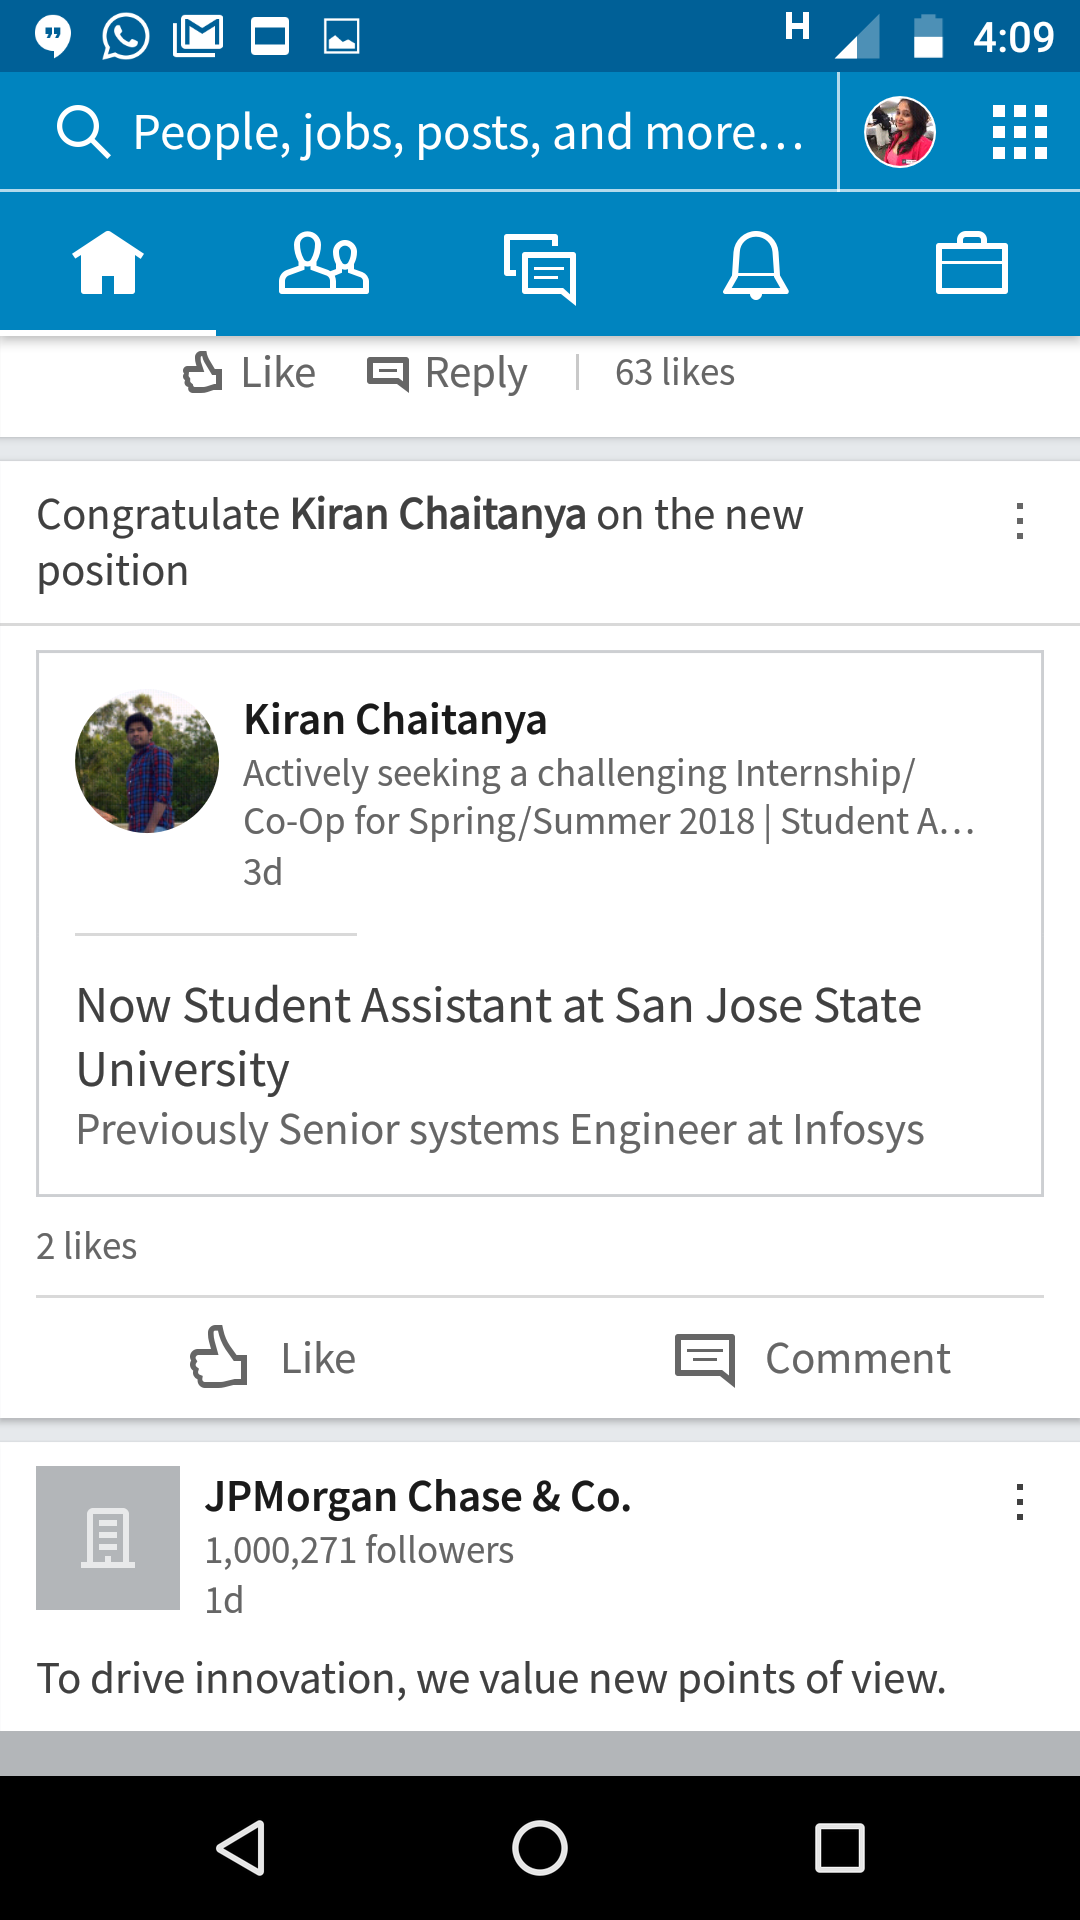 H 4:09
People, jobs, posts, and more...
Like Reply 63 likes
Congratulate Kiran Chaitanya on the new
position
Kiran Chaitanya
Actively seeking a challenging Internship/
Co-Op for Spring/Summer 2018 | Student A...
3d
Now Student Assistant at San Jose State
University
Previously Senior systems Engineer at Infosys
2 likes
Like Comment
JPMorgan Chase & Co.
1,000,271 followers
1d
To drive innovation, we value new points of view.